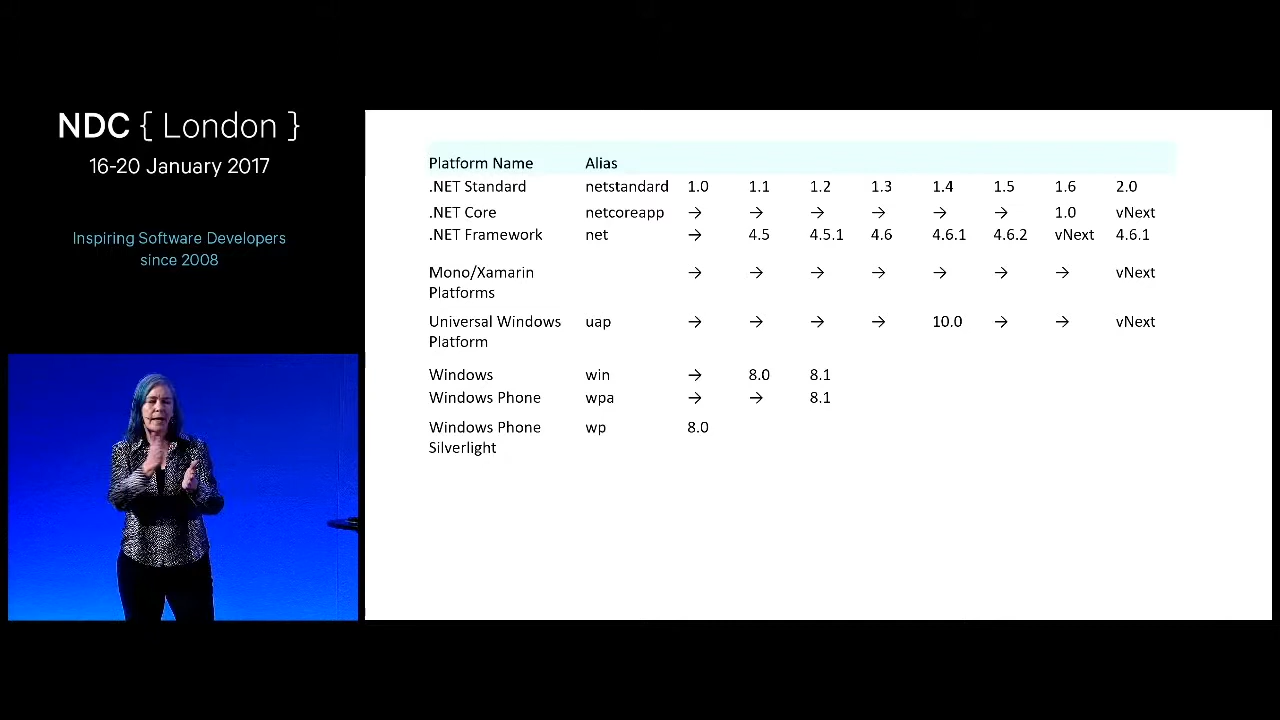 NDC { London }
16-20 January 2017
Inspiring Software Developers
since 2008
Platform Name Alias
.NET Standard netstandard 1.0 1.1 1.2 1.3 1.4 1.5 1.6 2.0
.NET Core netcoreapp → → → → → → 1.0 vNext
.NET Framework net → 4.5 4.5.1 4.6 4.6.1 4.6.2 vNext 4.6.1
Mono/Xamarin → → → → → → → vNext
Platforms
Universal Windows uap → → → → 10.0 → → vNext
Platform
Windows win → 8.0 8.1
Windows Phone wpa → → 8.1
Windows Phone wp 8.0
Silverlight